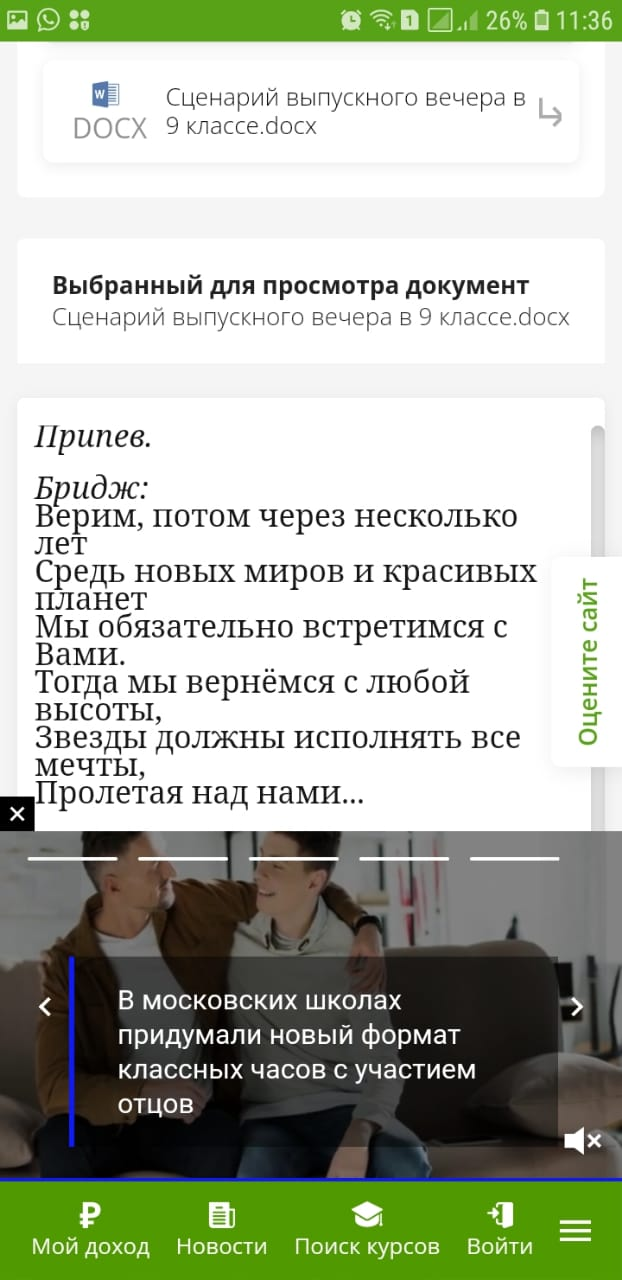 1 26% 11:36
W
DOCX
Сценарий выпускного вечера в
9 классе.docx
Выбранный для просмотра документ
Сценарий выпускного вечера в 9 классе.docx
Припев.
Бридж:
Верим, потом через несколько
лет
Средь новых миров и красивых
планет
Мы обязательно встретимся с
Вами.
Тогда мы вернёмся с любой
высоты,
Звезды должны исполнять все
мечты,
Пролетая над нами...
Оцените сайт
В московских школах
придумали новый формат
классных часов с участием
отцов
Мой доход
Новости
Поиск курсов
Войти